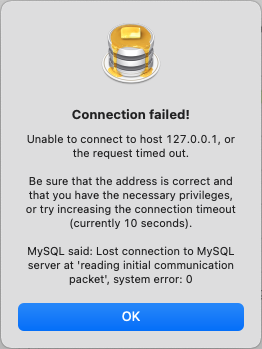 Connection failed!
Unable to connect to host 127.0.0.1, or
the request timed out.
Be sure that the address is correct and
that you have the necessary privileges,
or try increasing the connection timeout
(currently 10 seconds).
MySQL said: Lost connection to MySQL
server at 'reading initial communication
packet', system error: 0
OK